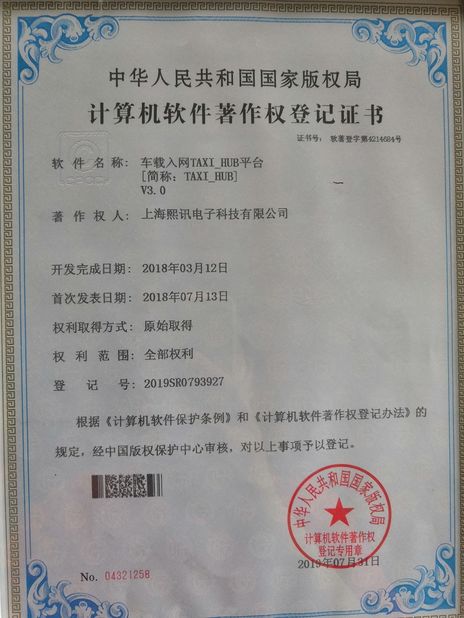 中华人民共和国国家版权局
计算机软件著作权登记证书
证书号： 软著登字第4214684号
软件名称： 车载入网TAXI_HUB平台
[简称：TAXI_HUB]
V3.0
著作权人： 上海熙讯电子科技有限公司
开发完成日期： 2018年03月12日
首次发表日期： 2018年07月13日
权利取得方式： 原始取得
权利范围： 全部权利
登记号： 2019SR0793927
根据《计算机软件保护条例》和《计算机软件著作权登记办法》的
规定，经中国版权保护中心审核，对以上事项予以登记。
中华人民共和国国家版权局
计算机软件著作权
登记专用章
2019年07月31日
No. 04321258